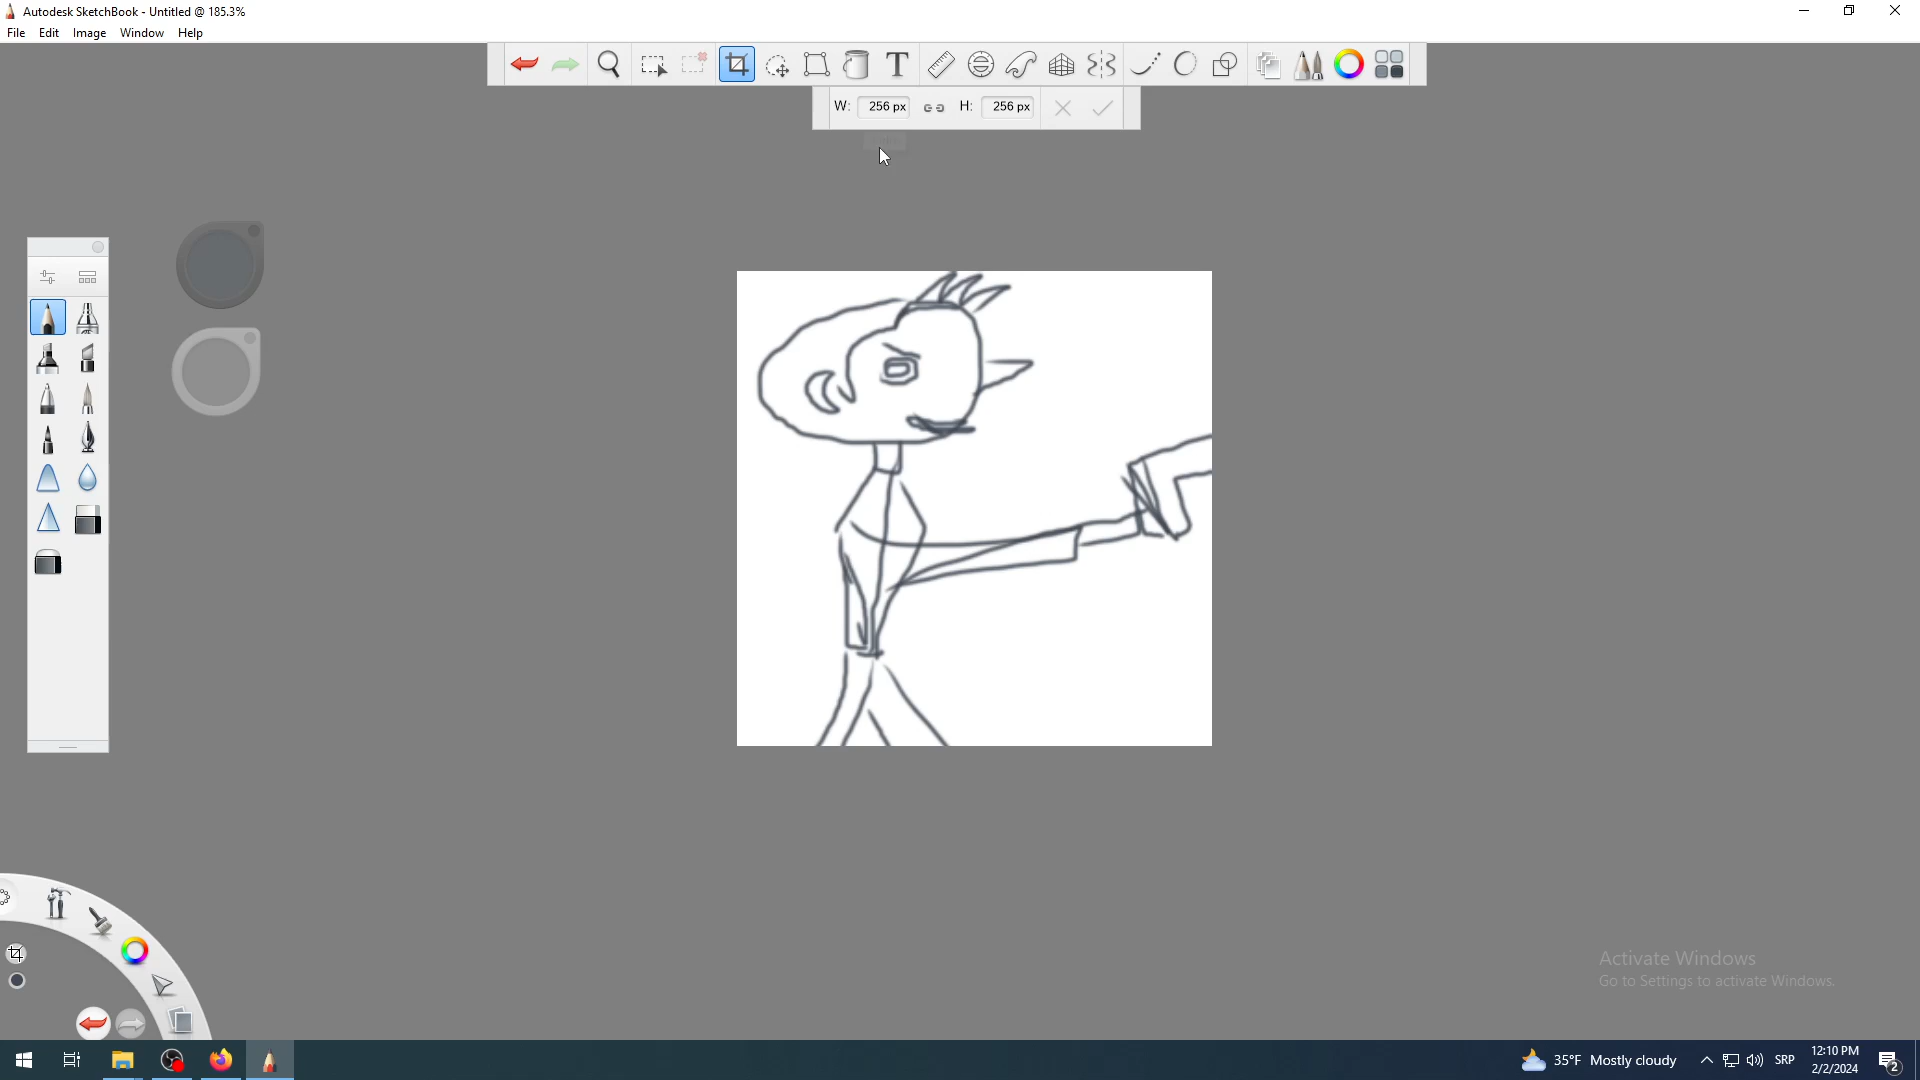 Autodesk SketchBook - Untitled @ 185.3%
File Edit Image Window Help
T
W: 256 px H: 256 px
Activate Windows
Go to Settings to activate Windows.
35°F Mostly cloudy SRP 12:10 PM
2/2/2024
2